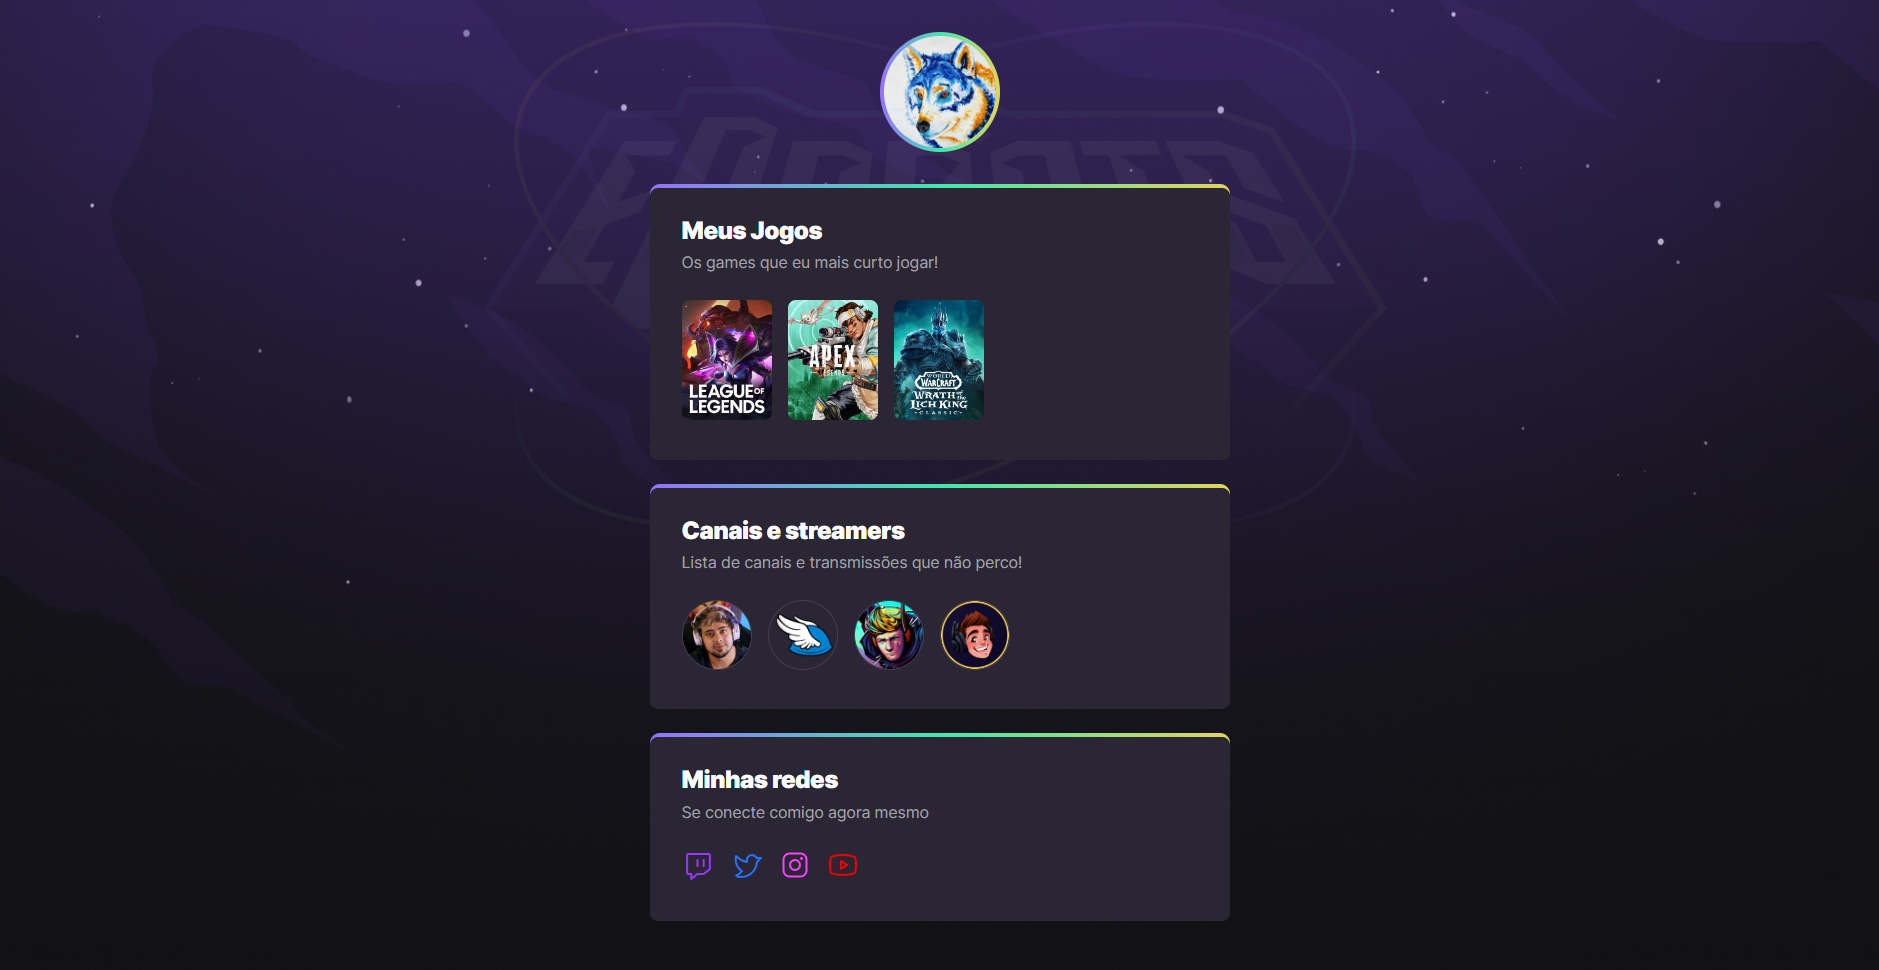 ESPORTS
Meus Jogos
Os games que eu mais curto jogar!
LEAGUE OF
LEGENDS
APEX
LEGENDS
WORLD
WARCRAFT
WRATH of the
LICH KING
CLASSIC
Canais e streamers
Lista de canais e transmissões que não perco!
Minhas redes
Se conecte comigo agora mesmo